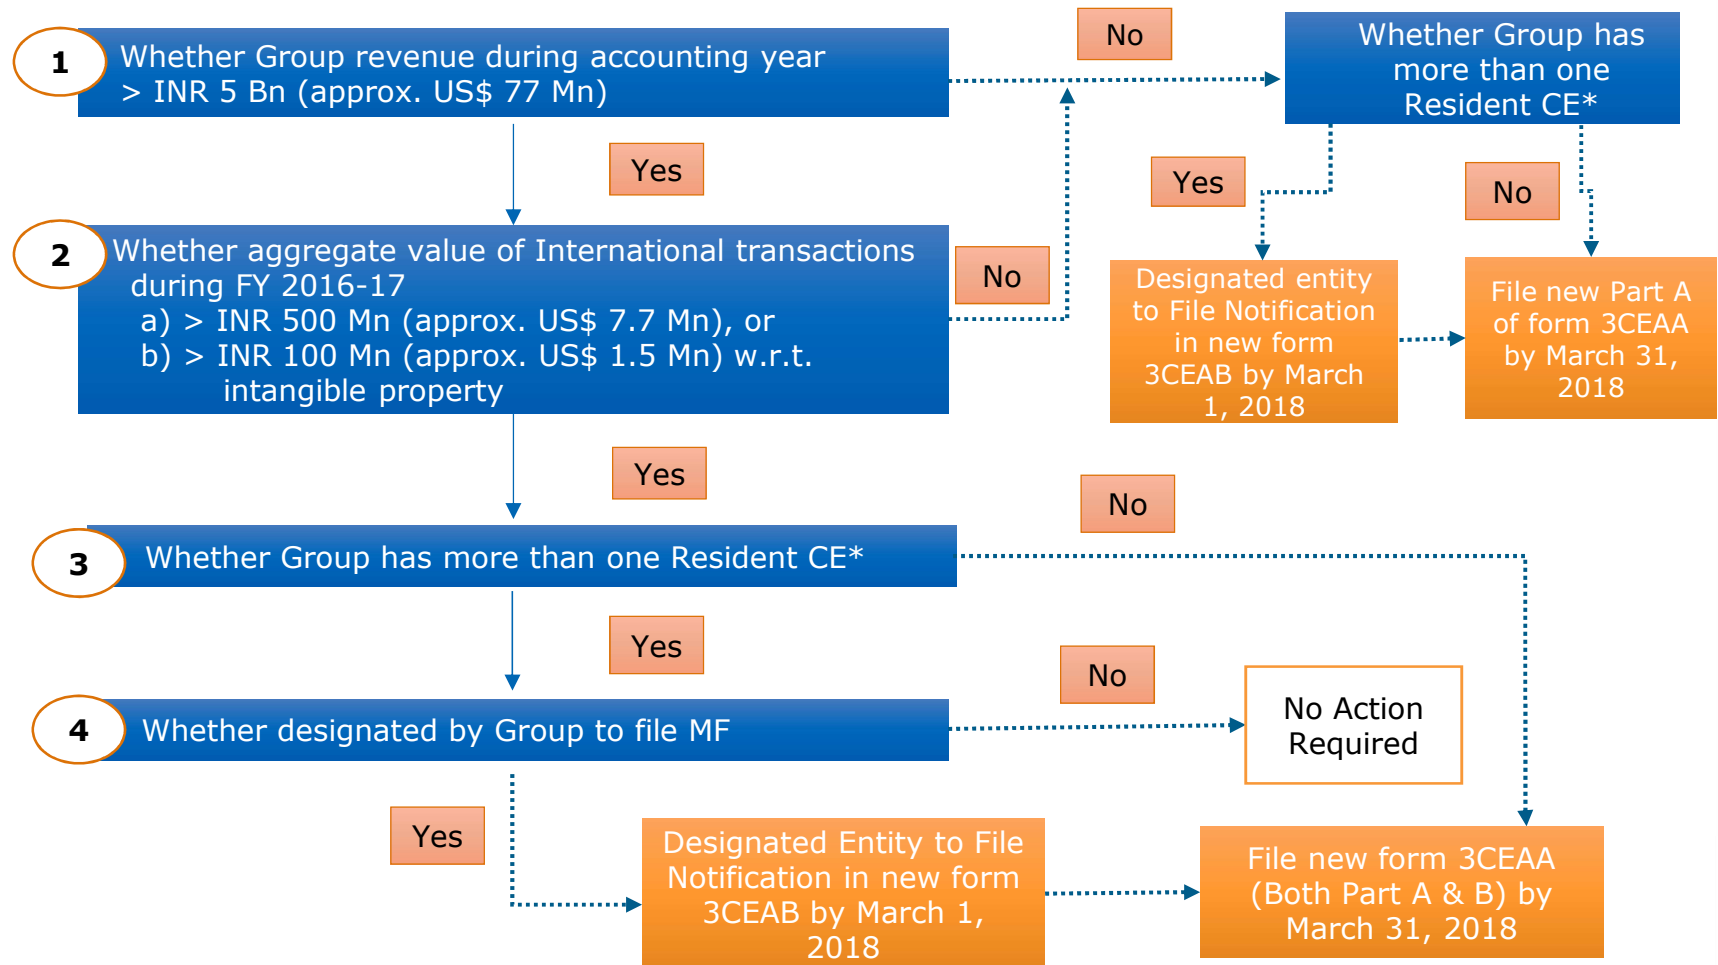 1
Whether Group revenue during accounting year
> INR 5 Bn (approx. US$ 77 Mn)
No
Whether Group has
more than one
Resident CE*
Yes
Yes
No
2
Whether aggregate value of International transactions
during FY 2016-17
a) > INR 500 Mn (approx. US$ 7.7 Mn), or
b) > INR 100 Mn (approx. US$ 1.5 Mn) w.r.t.
intangible property
No
Designated entity
to File Notification
in new form
3CEAB by March
1, 2018
File new Part A
of form 3CEAA
by March 31,
2018
Yes
No
3
Whether Group has more than one Resident CE*
Yes
No
4
Whether designated by Group to file MF
No Action
Required
Yes
Designated Entity to File
Notification in new form
3CEAB by March 1,
2018
File new form 3CEAA
(Both Part A & B) by
March 31, 2018